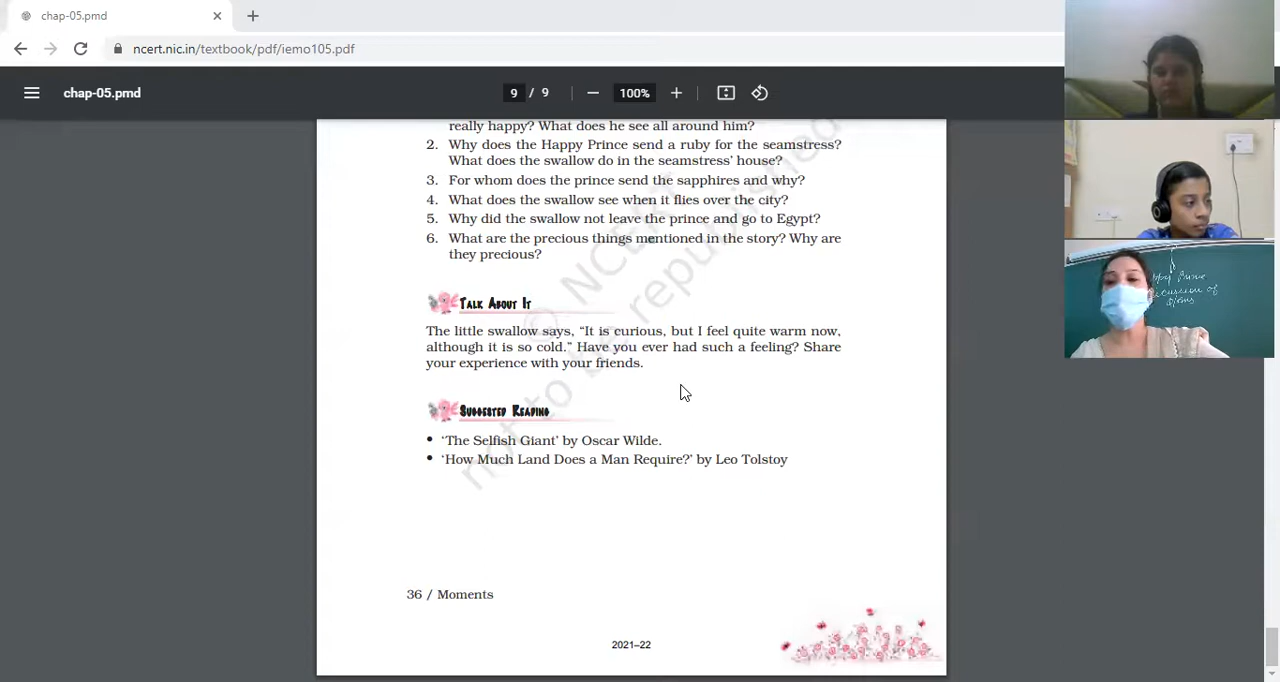 chap-05.pmd
ncert.nic.in/textbook/pdf/iemo105.pdf
chap-05.pmd
9 / 9
100%
really happy? What does he see all around him?
2. Why does the Happy Prince send a ruby for the seamstress?
What does the swallow do in the seamstress' house?
3. For whom does the prince send the sapphires and why?
4. What does the swallow see when it flies over the city?
5. Why did the swallow not leave the prince and go to Egypt?
6. What are the precious things mentioned in the story? Why are
they precious?
TALK ABOUT IT
The little swallow says, “It is curious, but I feel quite warm now,
although it is so cold.” Have you ever had such a feeling? Share
your experience with your friends.
SUGGESTED READING
• ‘The Selfish Giant’ by Oscar Wilde.
• ‘How Much Land Does a Man Require?’ by Leo Tolstoy
36 / Moments
2021–22
© NCERT
not to be republished
Prince
of